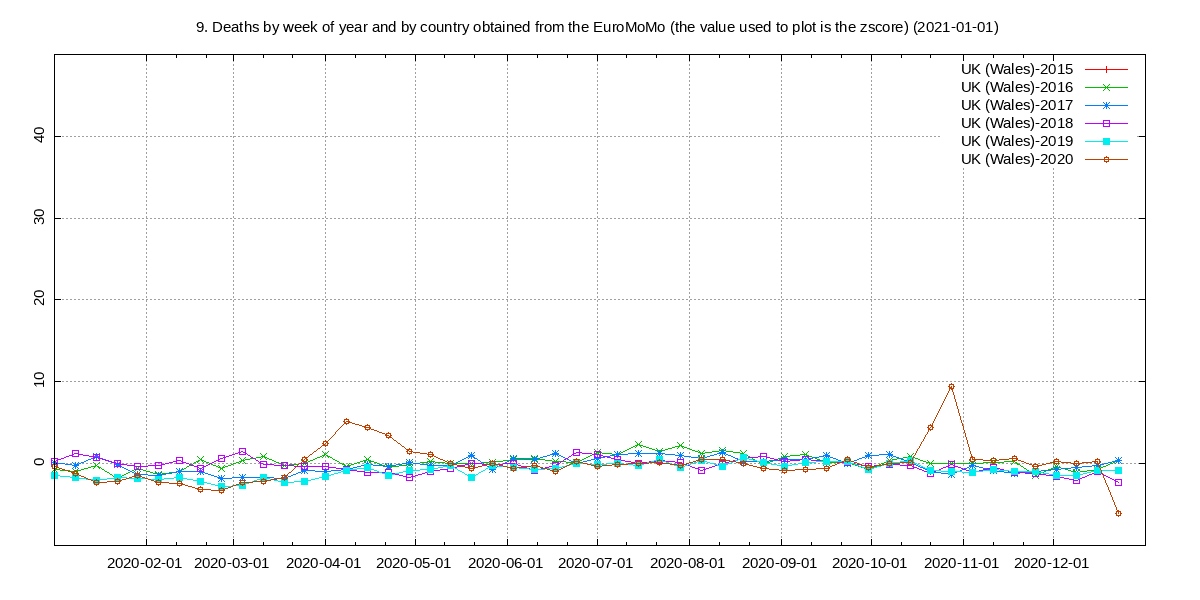 9. Deaths by week of year and by country obtained from the EuroMoMo (the value used to plot is the zscore) (2021-01-01)
UK (Wales)-2015
UK (Wales)-2016
UK (Wales)-2017
UK (Wales)-2018
UK (Wales)-2019
UK (Wales)-2020
40
30
20
10
0
2020-02-01 2020-03-01 2020-04-01 2020-05-01 2020-06-01 2020-07-01 2020-08-01 2020-09-01 2020-10-01 2020-11-01 2020-12-01